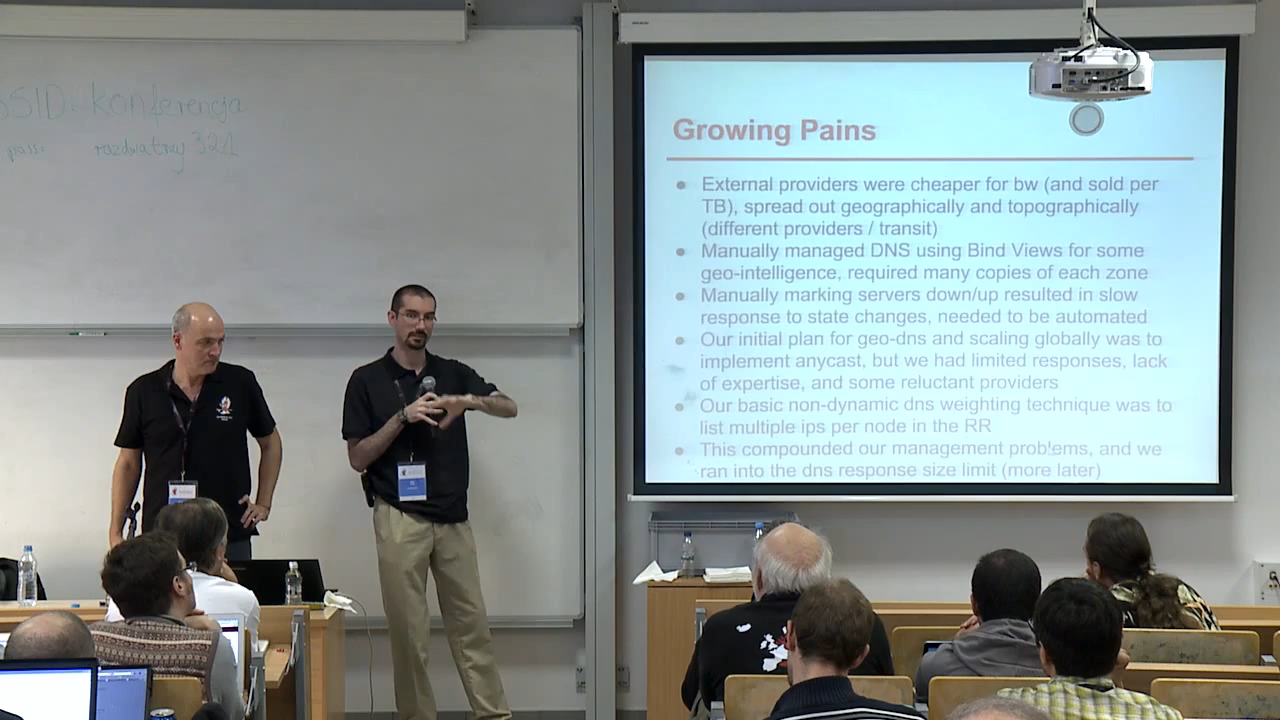 SSID: konferencja
pass:
Growing Pains
External providers were cheaper for bw (and sold per
TB), spread out geographically and topographically
(different providers / transit)
Manually managed DNS using Bind Views for some
geo-intelligence, required many copies of each zone
Manually marking servers down/up resulted in slow
response to state changes, needed to be automated
Our initial plan for geo-dns and scaling globally was to
implement anycast, but we had limited responses, lack
of expertise, and some reluctant providers
Our basic non-dynamic dns weighting technique was to
list multiple ips per node in the RR
This compounded our management problems, and we
ran into the dns response size limit (more later)